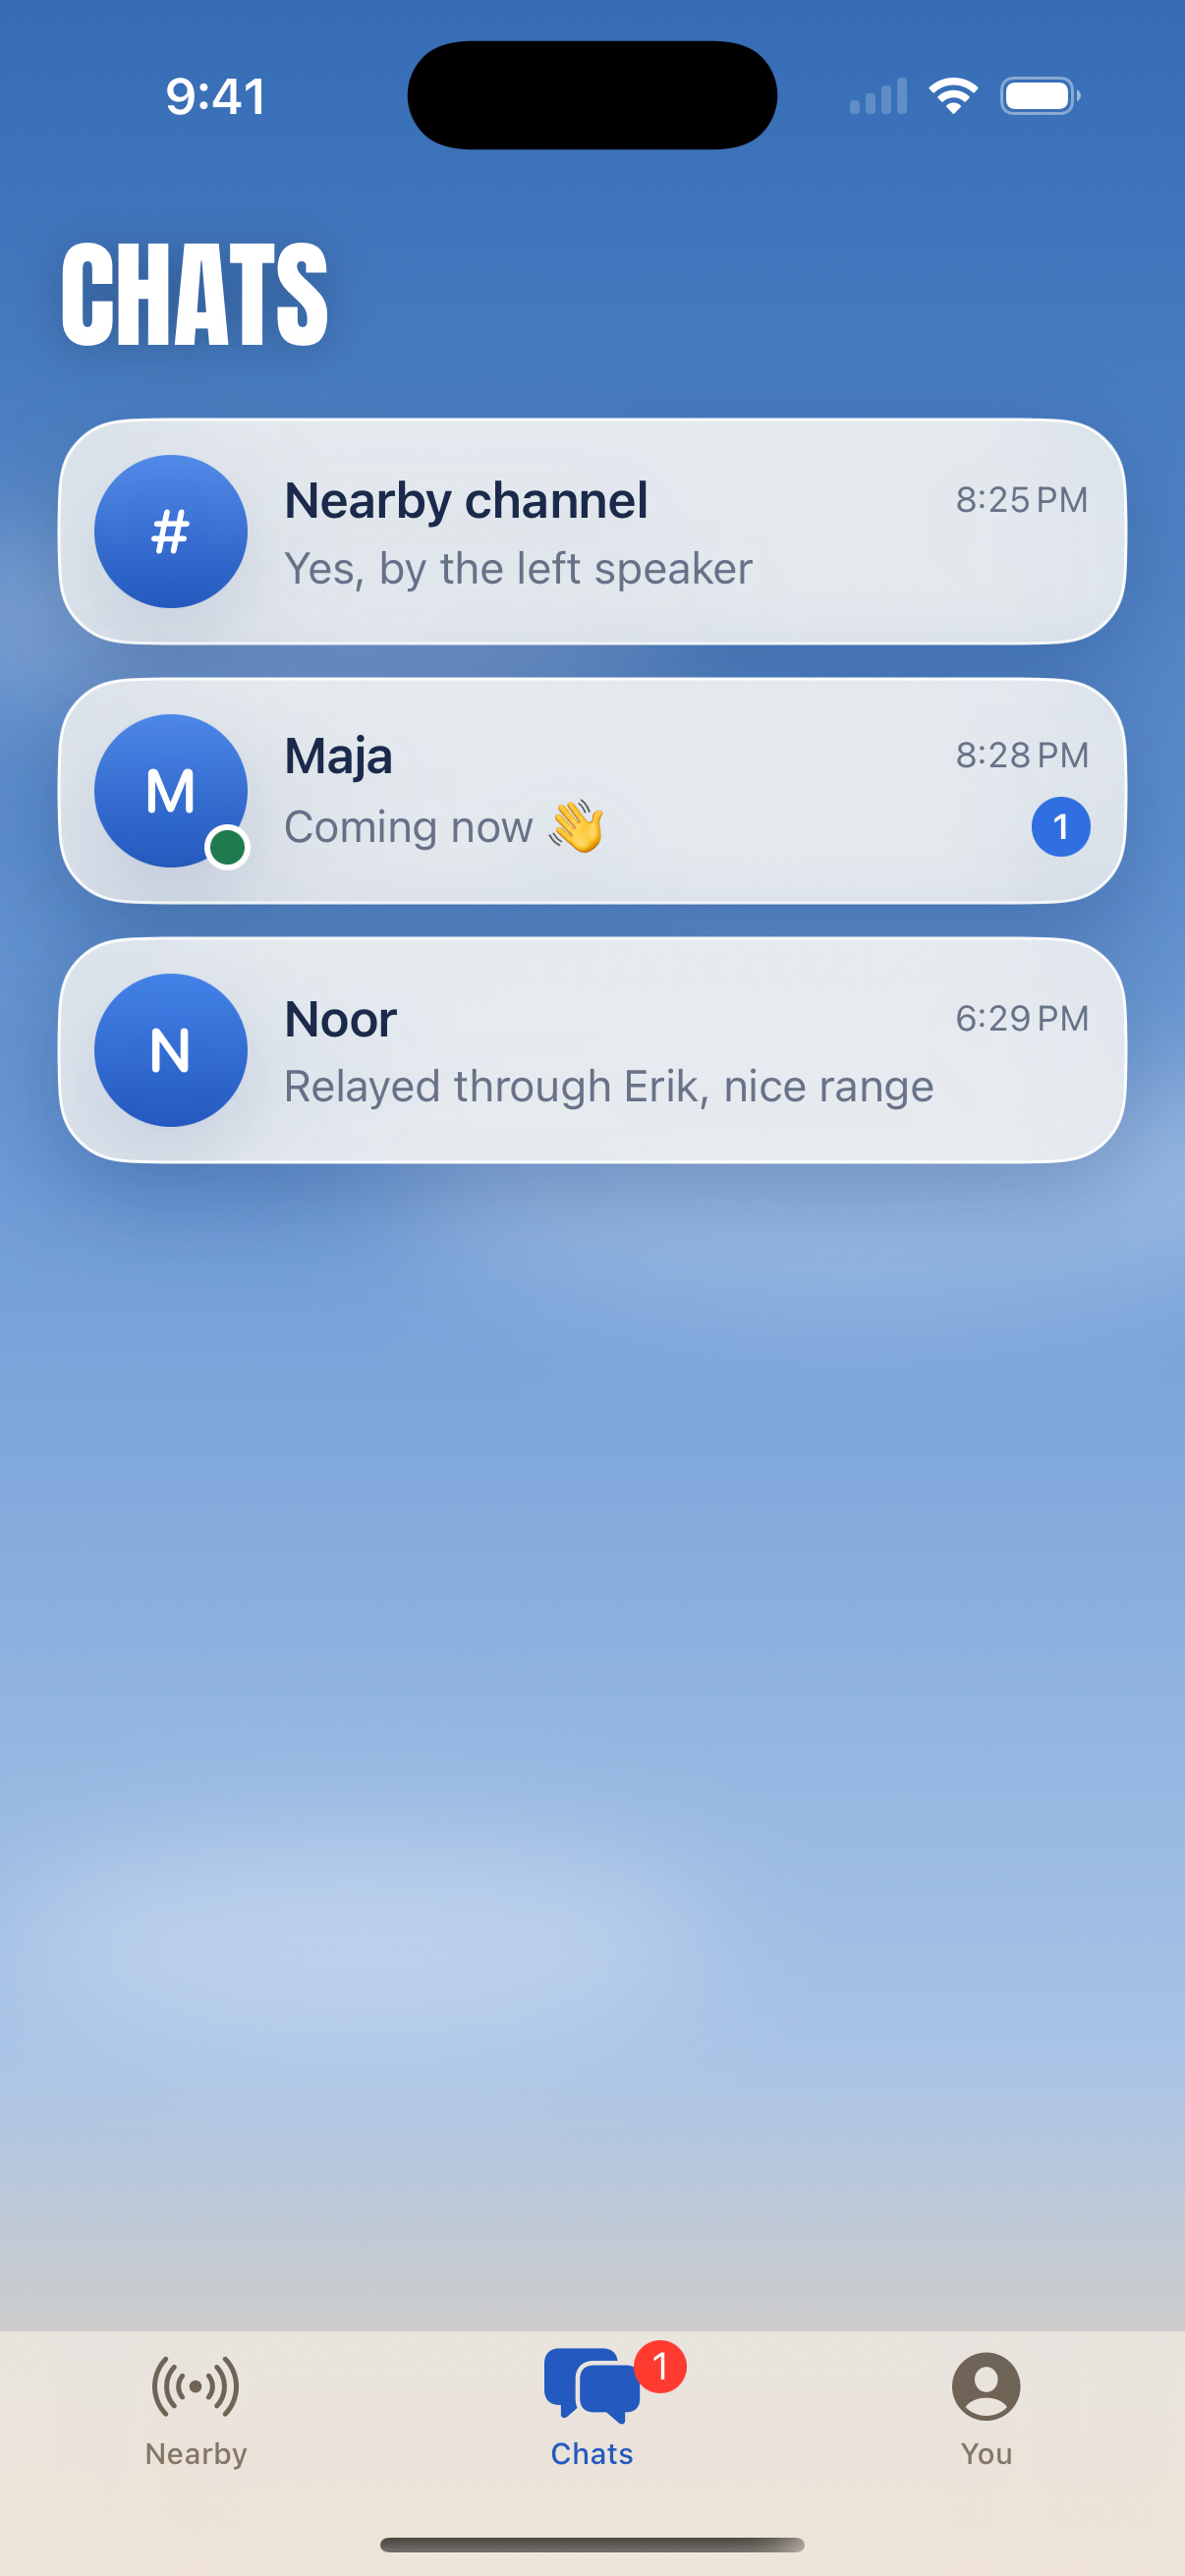 9:41
CHATS
#
Nearby channel
8:25 PM
Yes, by the left speaker
M
Maja
8:28 PM
Coming now 👋
1
N
Noor
6:29 PM
Relayed through Erik, nice range
1
Nearby
Chats
You